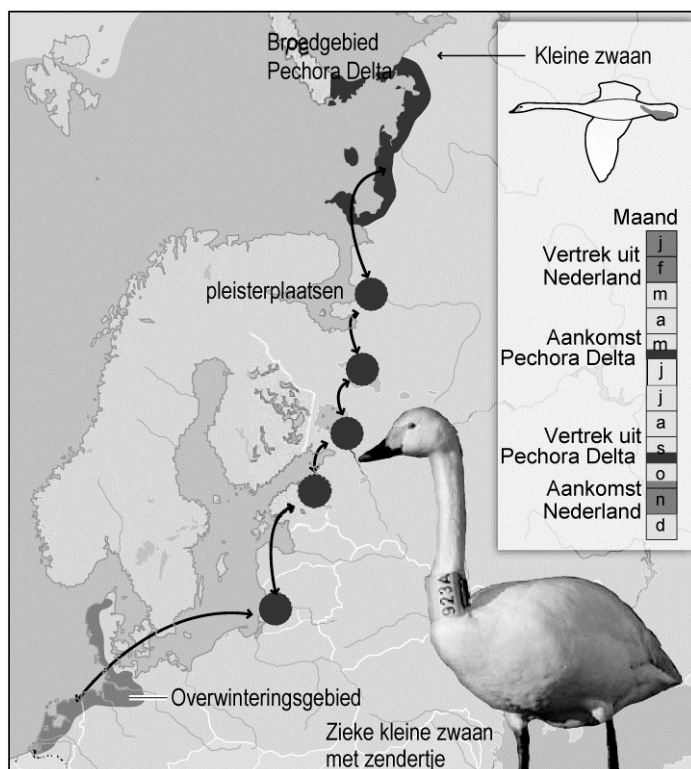 Broedgebied
Pechora Delta
Kleine zwaan
Maand
j
Vertrek uit
Nederland
f
m
pleisterplaatsen
a
Aankomst
Pechora Delta
m
j
j
a
Vertrek uit
Pechora Delta
s
o
Aankomst
Nederland
n
d
923A
Overwinteringsgebied
Zieke kleine zwaan
met zendertje